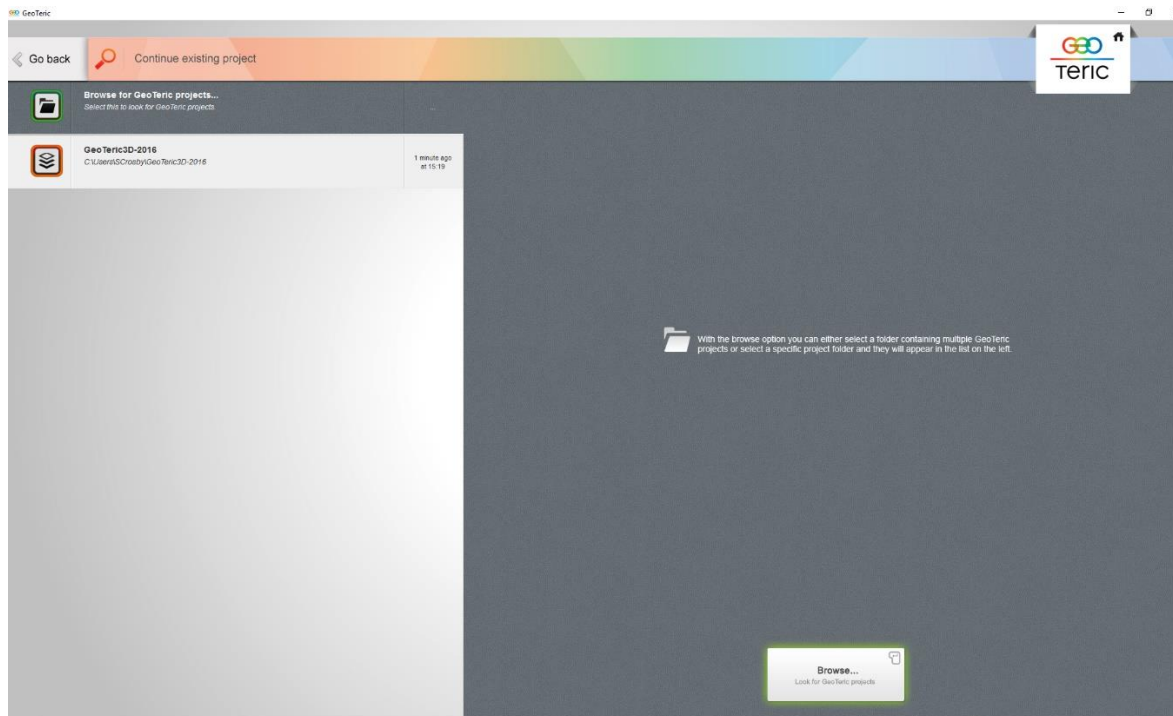 GeoTeric
Go back
Continue existing project
GEO
Teric
Browse for GeoTeric projects...
Select this to look for GeoTeric projects
...
GeoTeric3D-2016
C:\Users\SCrosby\GeoTeric3D-2016
1 minute ago
at 15:19
With the browse option you can either select a folder containing multiple GeoTeric
projects or select a specific project folder and they will appear in the list on the left.
Browse...
Look for GeoTeric projects